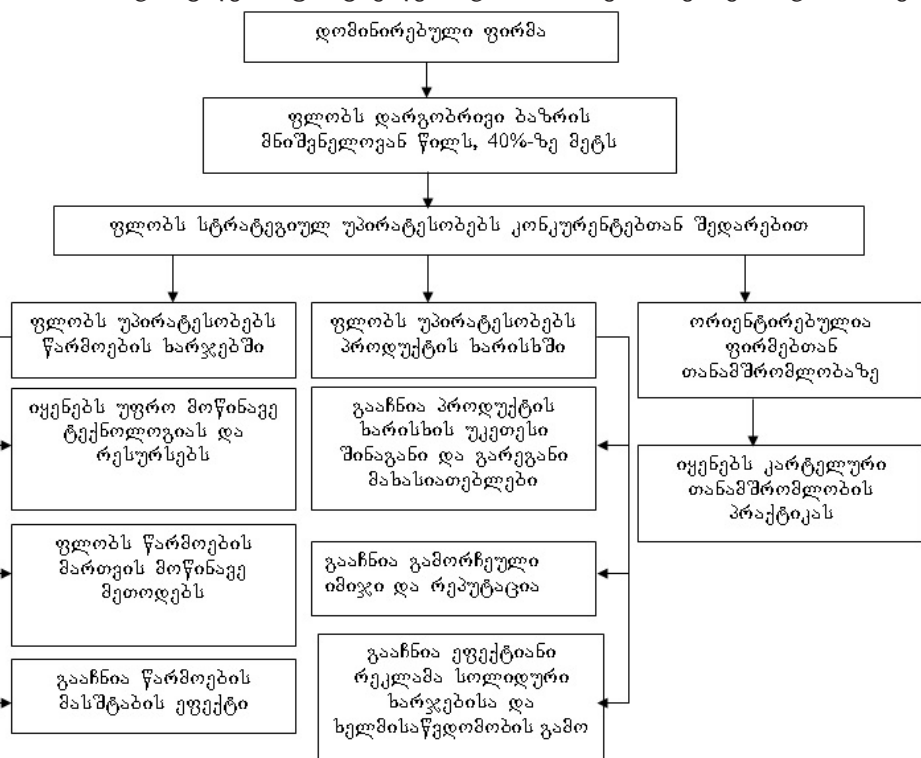 დომინირებული ფირმა
ფლობს დარგობრივი ბაზრის
მნიშვნელოვან წილს, 40%-ზე მეტს
ფლობს სტრატეგიულ უპირატესობებს კონკურენტებთან შედარებით
ფლობს უპირატესობებს
წარმოების ხარჯებში
იყენებს უფრო მოწინავე
ტექნოლოგიას და
რესურსებს
ფლობს წარმოების
მართვის მოწინავე
მეთოდებს
გააჩნია წარმოების
მასშტაბის ეფექტი
ფლობს უპირატესობებს
პროდუქტის ხარისხში
გააჩნია პროდუქტის
ხარისხის უკეთესი
შინაგანი და გარეგანი
მახასიათებლები
გააჩნია გამორჩეული
იმიჯი და რეპუტაცია
გააჩნია ეფექტიანი
რეკლამა სოლიდური
ხარჯებისა და
ხელმისაწვდომობის გამო
ორიენტირებულია
ფირმებთან
თანამშრომლობაზე
იყენებს კარტელური
თანამშრომლობის
პრაქტიკას